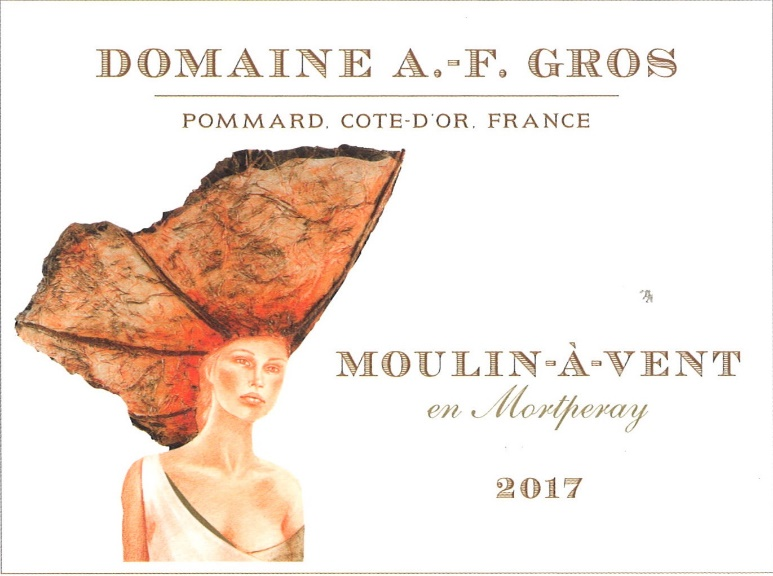 DOMAINE A.-F. GROS
POMMARD, COTE-D'OR, FRANCE
MOULIN-À-VENT
en Mortperay
2017